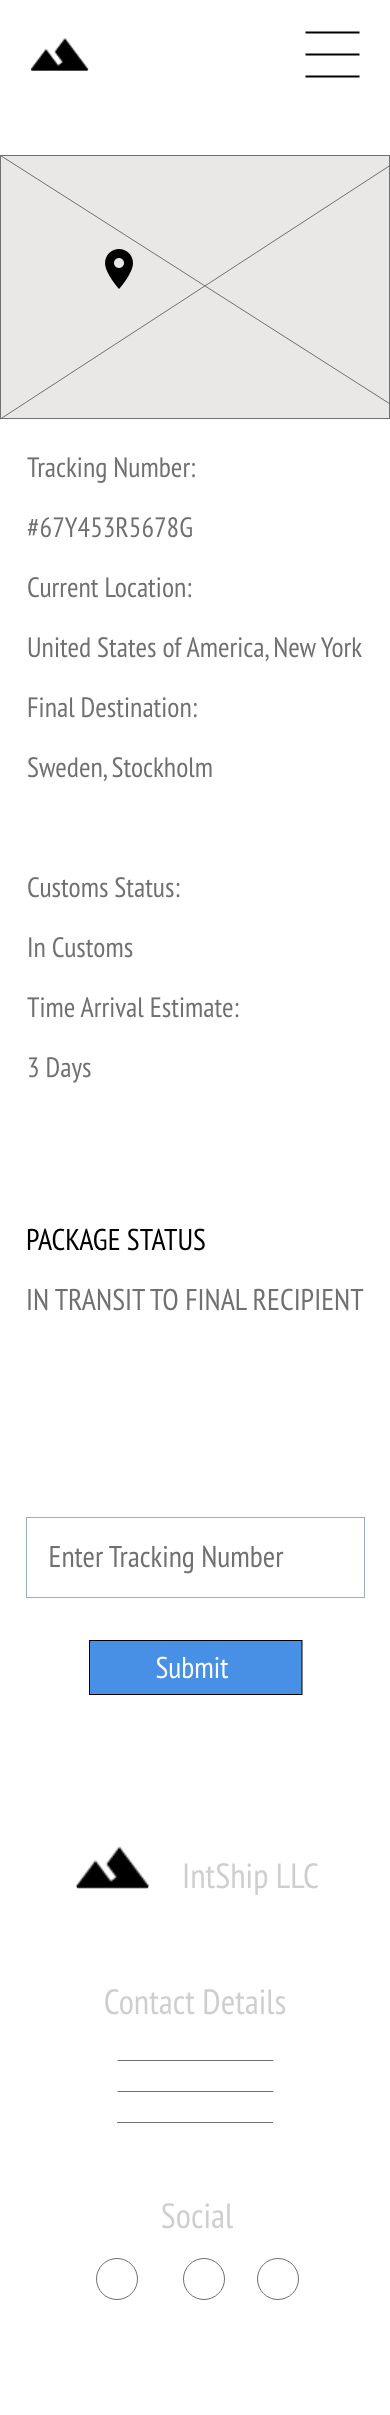 Tracking Number:
#67Y453R5678G
Current Location:
United States of America, New York
Final Destination:
Sweden, Stockholm
Customs Status:
In Customs
Time Arrival Estimate:
3 Days
PACKAGE STATUS
IN TRANSIT TO FINAL RECIPIENT
Enter Tracking Number
Submit
IntShip LLC
Contact Details
Social